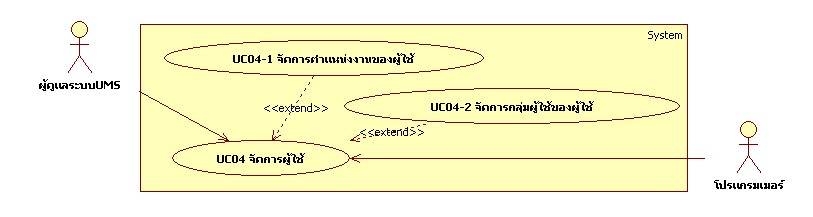 System
UC04-1 จัดการตำแหน่งงานของผู้ใช้
ผู้ดูแลระบบUMS
<<extend>>
UC04-2 จัดการกลุ่มผู้ใช้ของผู้ใช้
<<extend>>
UC04 จัดการผู้ใช้
โปรแกรมเมอร์